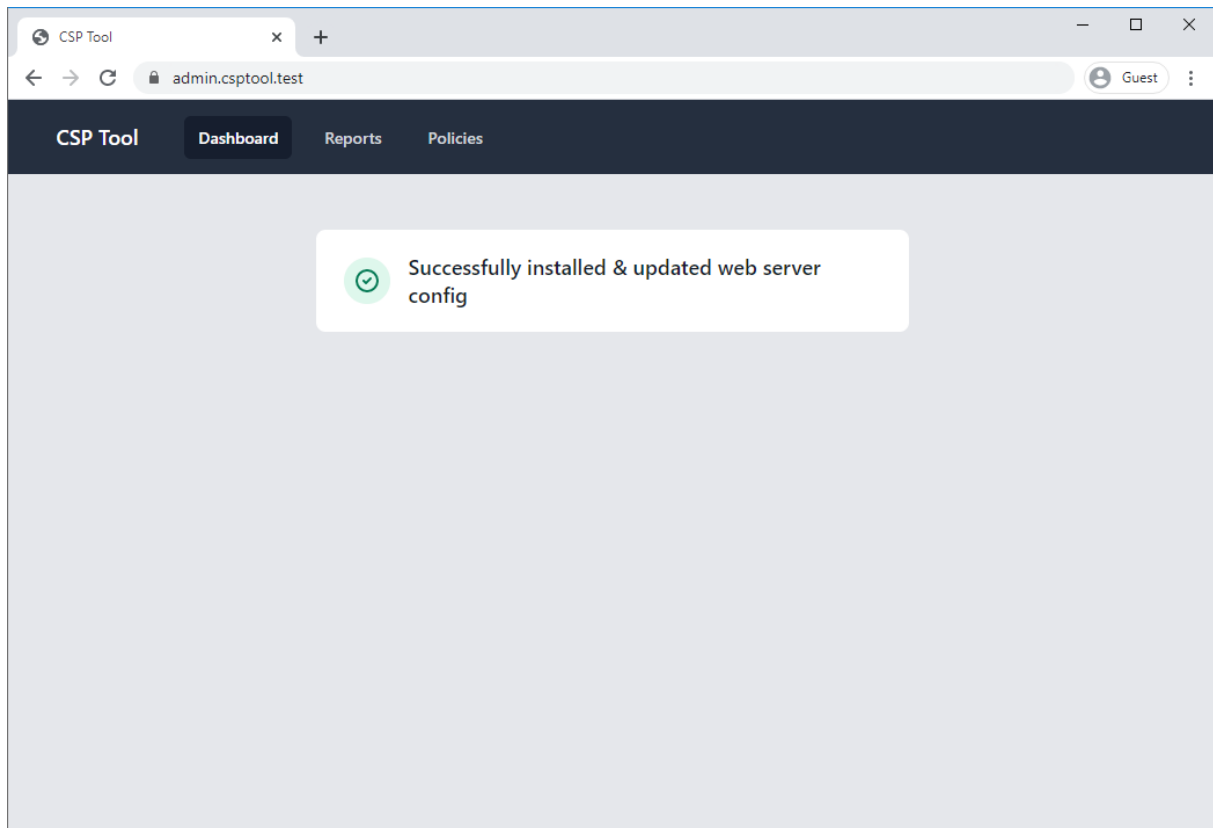 CSP Tool
admin.csptool.test
Guest
CSP Tool Dashboard Reports Policies
Successfully installed & updated web server
config